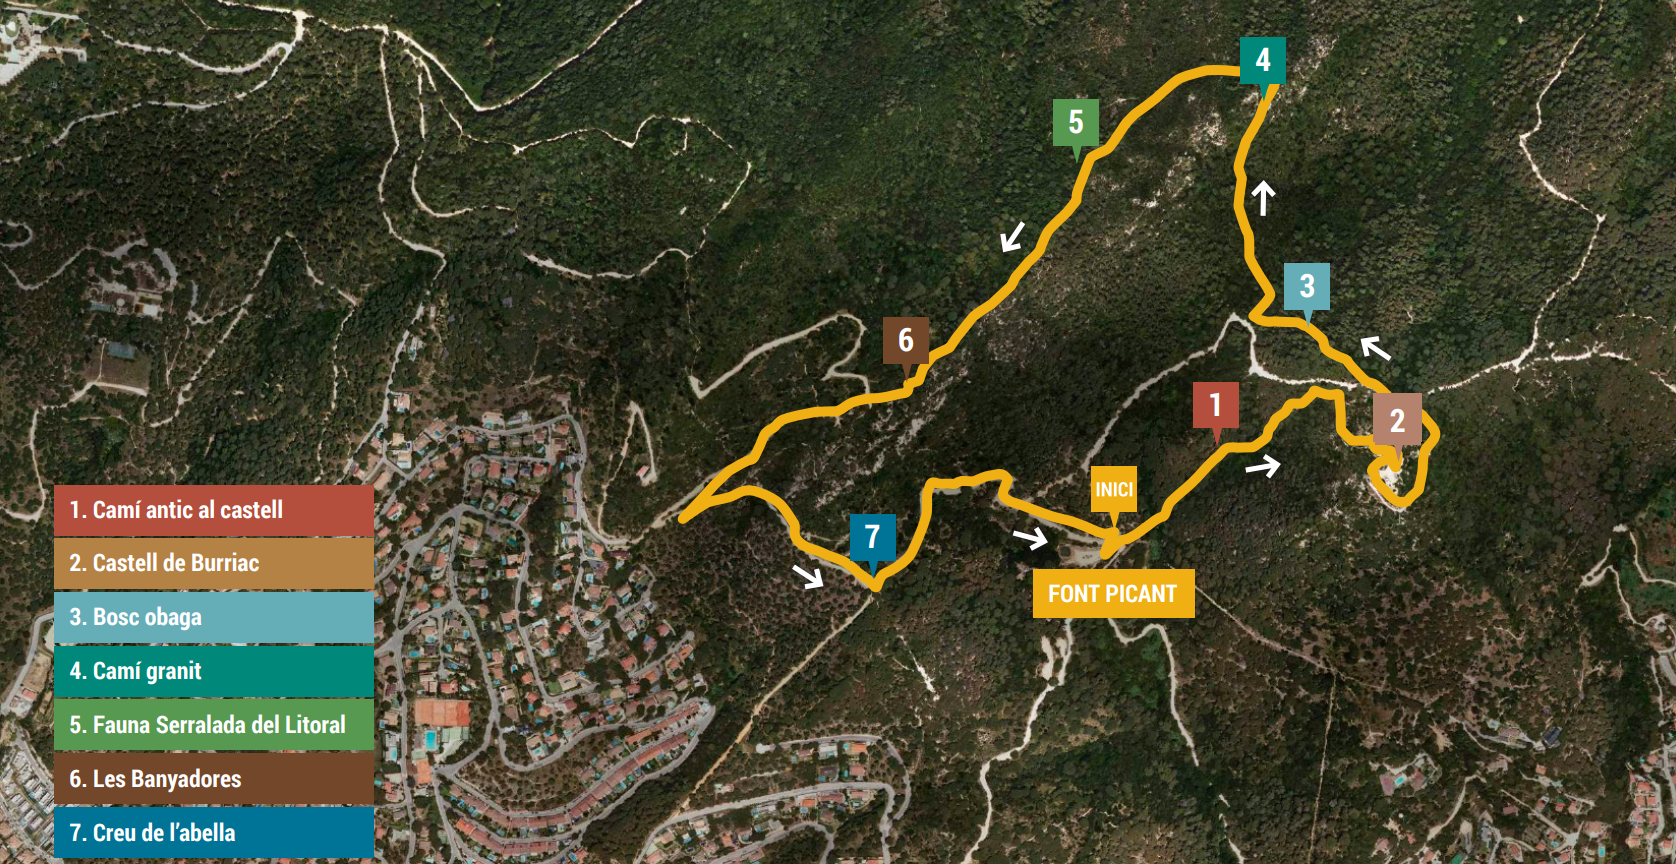 4
5
3
6
1
2
INICI
7
FONT PICANT
1. Camí antic al castell
2. Castell de Burriac
3. Bosc obaga
4. Camí granit
5. Fauna Serralada del Litoral
6. Les Banyadores
7. Creu de l'abella